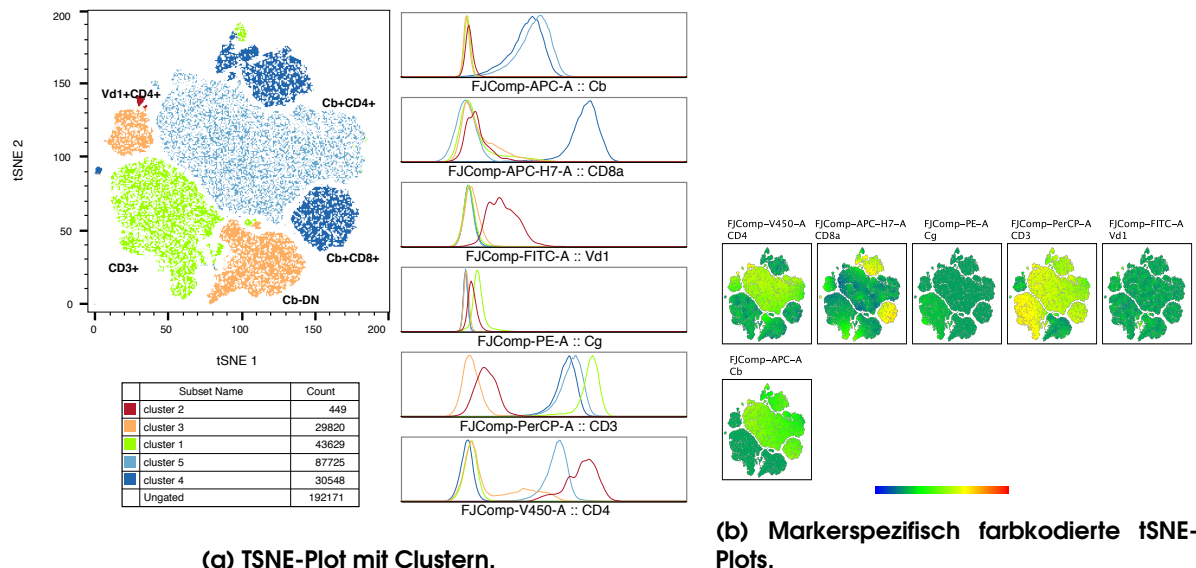 200
150
100
50
0
tSNE 2
Vd1+CD4+
Cb+CD4+
CD3+
Cb+CD8+
Cb-DN
0 50 100 150 200
tSNE 1
Subset Name Count
cluster 2 449
cluster 3 29820
cluster 1 43629
cluster 5 87725
cluster 4 30548
Ungated 192171
FJComp-APC-A :: Cb
FJComp-APC-H7-A :: CD8a
FJComp-FITC-A :: Vd1
FJComp-PE-A :: Cg
FJComp-PerCP-A :: CD3
FJComp-V450-A :: CD4
(a) TSNE-Plot mit Clustern.
FJComp-V450-A
CD4
FJComp-APC-H7-A
CD8a
FJComp-PE-A
Cg
FJComp-PerCP-A
CD3
FJComp-FITC-A
Vd1
FJComp-APC-A
Cb
(b) Markerspezifisch farbkodierte tSNE-
Plots.